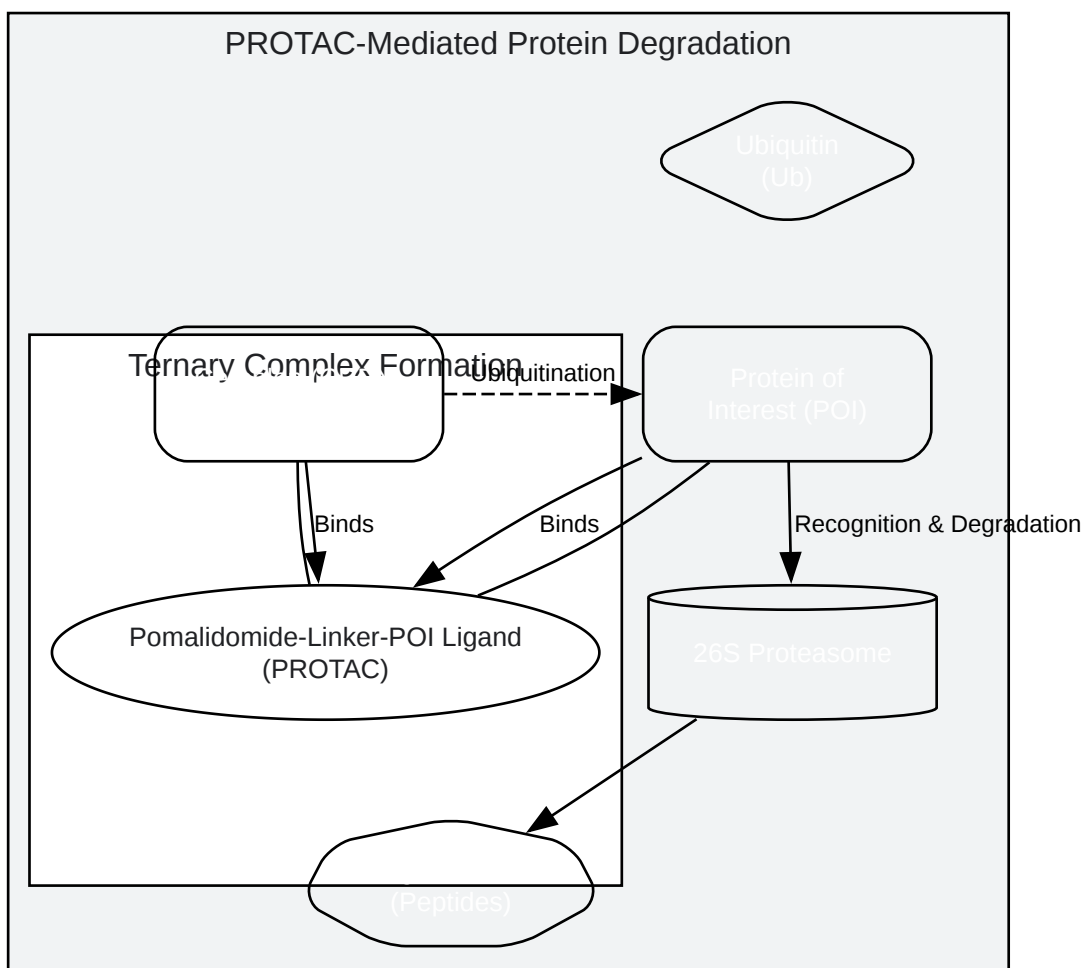 PROTAC-Mediated Protein Degradation
Ubiquitin
(Ub)
Ternary Complex Formation
Ubiquitination
Protein of
Interest (POI)
Binds
Binds
Recognition & Degradation
Pomalidomide-Linker-POI Ligand
(PROTAC)
26S Proteasome
(Peptides)